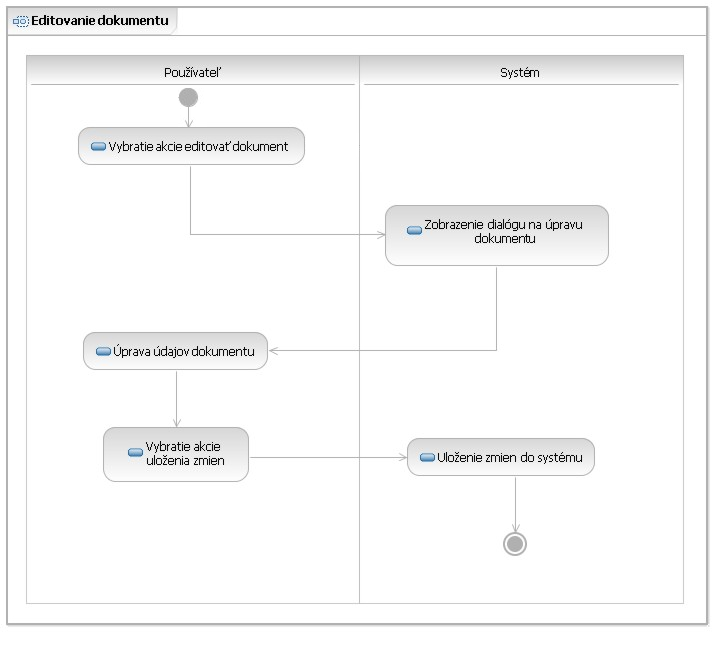 Editovanie dokumentu
Používateľ
Systém
Vybratie akcie editovať dokument
Zobrazenie dialógu na úpravu
dokumentu
Úprava údajov dokumentu
Vybratie akcie
uloženia zmien
Uloženie zmien do systému